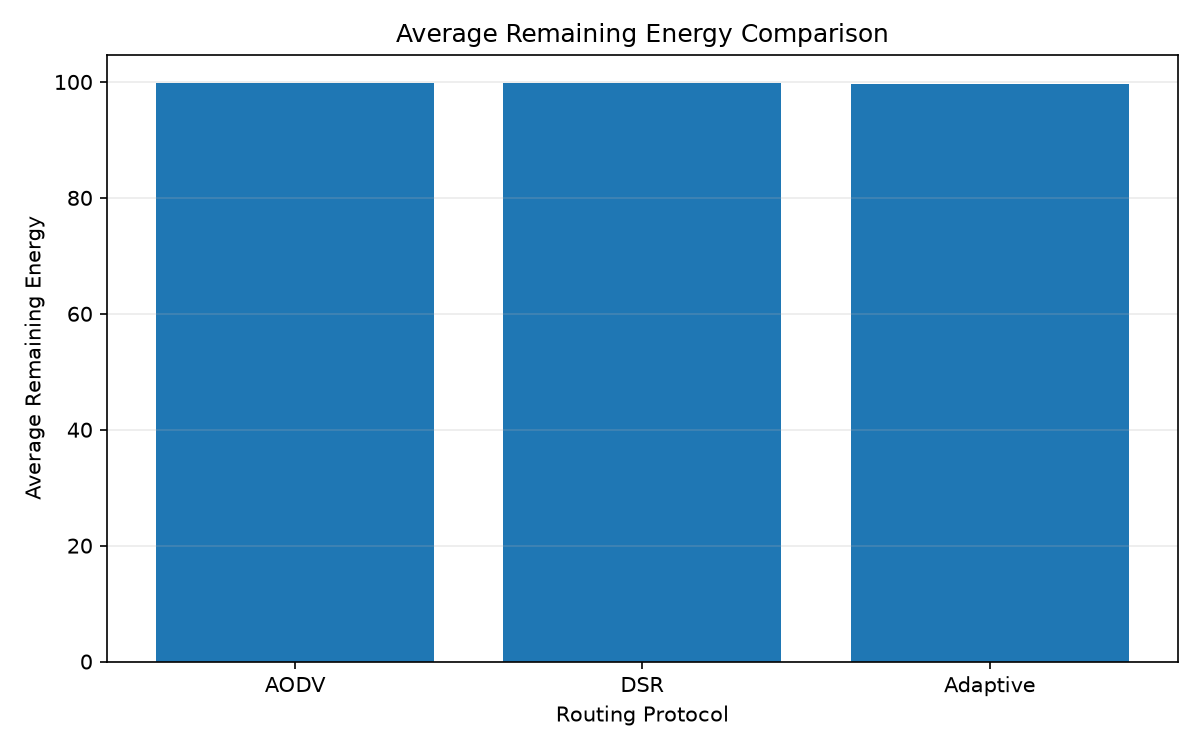 Average Remaining Energy Comparison
Average Remaining Energy
100
80
60
40
20
0
AODV
DSR
Adaptive
Routing Protocol